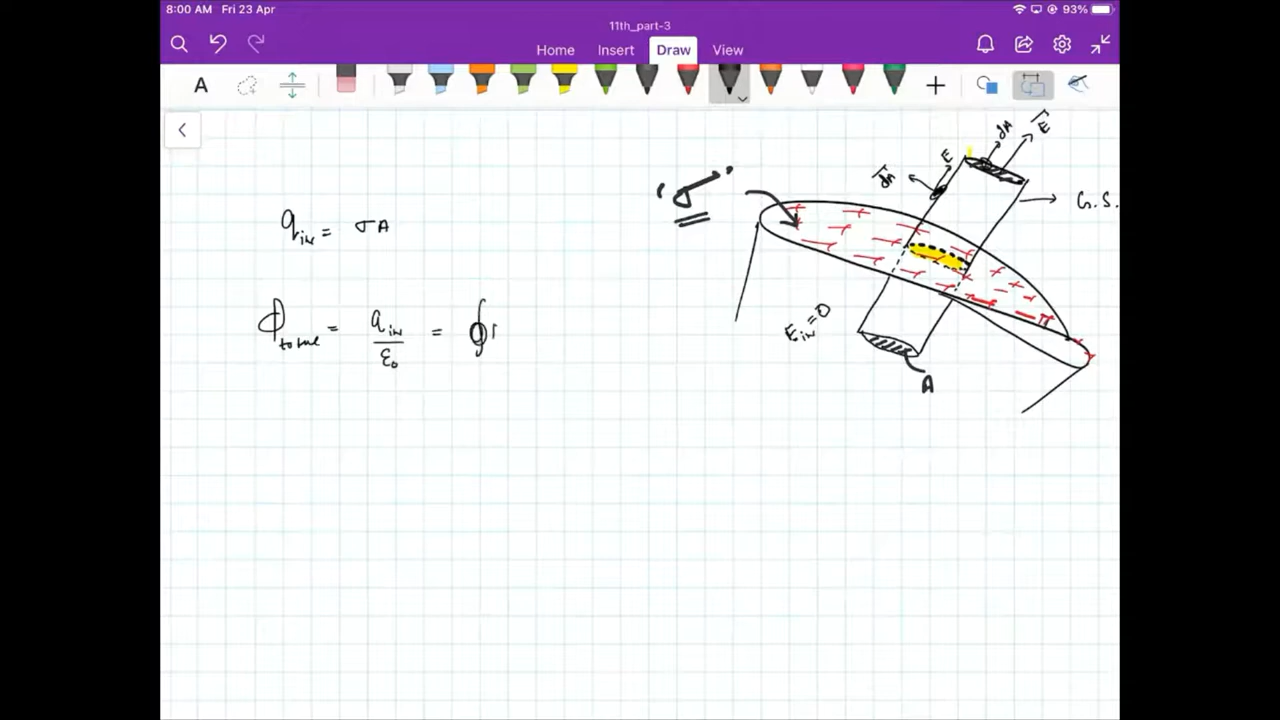 8:00 AM Fri 23 Apr
93%
11th_part-3
Home Insert Draw View
A
dA
E
E
dA
"σ"
G.S.
q_in = σA
E_in = 0
Φ_total = q_in/ε₀ = ∮
A